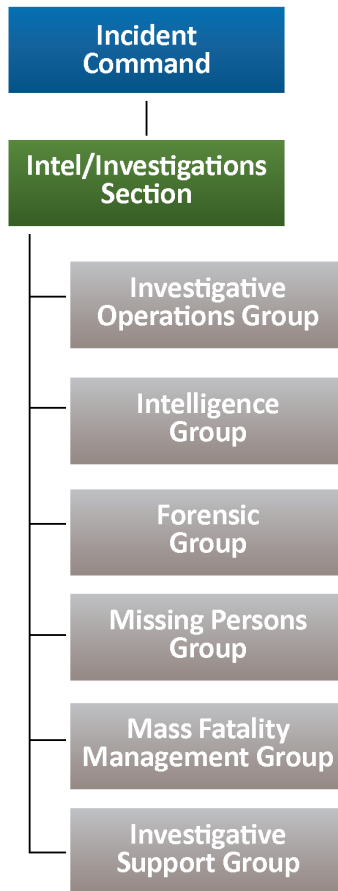 Incident
Command
Intel/Investigations
Section
Investigative
Operations Group
Intelligence
Group
Forensic
Group
Missing Persons
Group
Mass Fatality
Management Group
Investigative
Support Group